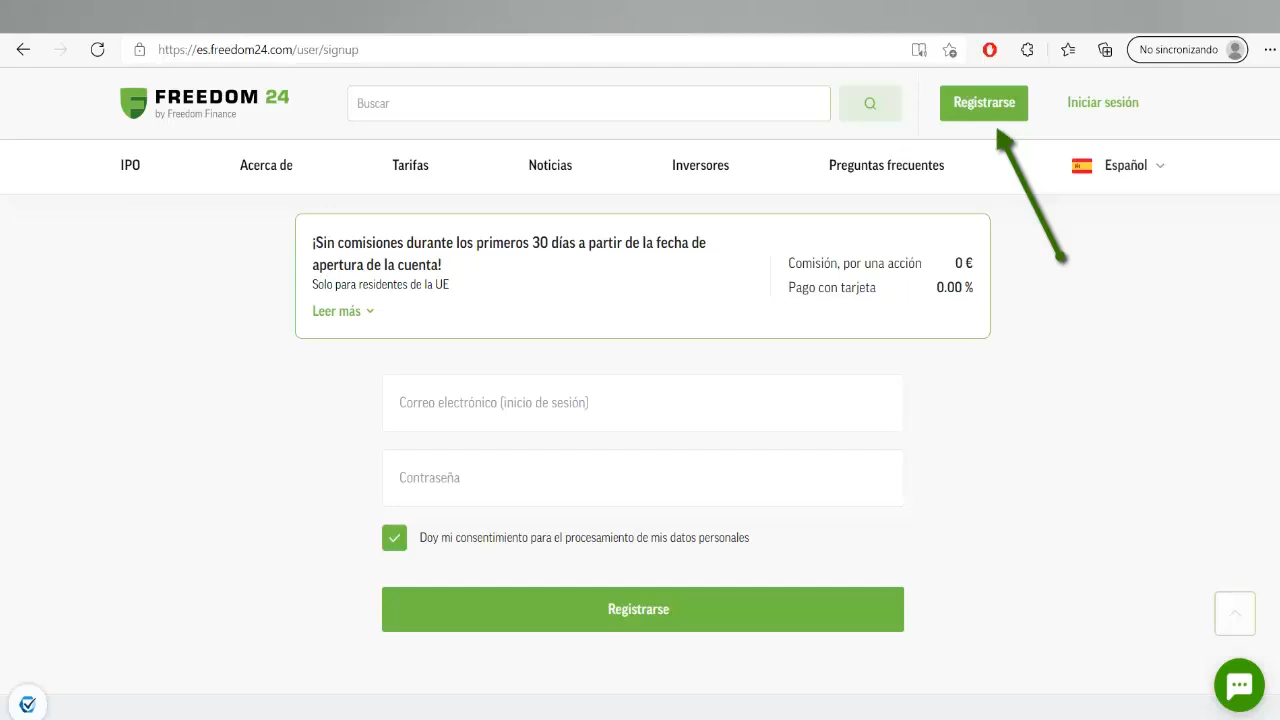 https://es.freedom24.com/user/signup
No sincronizando
FREEDOM 24
by Freedom Finance
Buscar
Registrarse
Iniciar sesión
IPO
Acerca de
Tarifas
Noticias
Inversores
Preguntas frecuentes
Español
¡Sin comisiones durante los primeros 30 días a partir de la fecha de
apertura de la cuenta!
Solo para residentes de la UE
Leer más
Comisión, por una acción 0 €
Pago con tarjeta 0.00 %
Correo electrónico (inicio de sesión)
Contraseña
Doy mi consentimiento para el procesamiento de mis datos personales
Registrarse